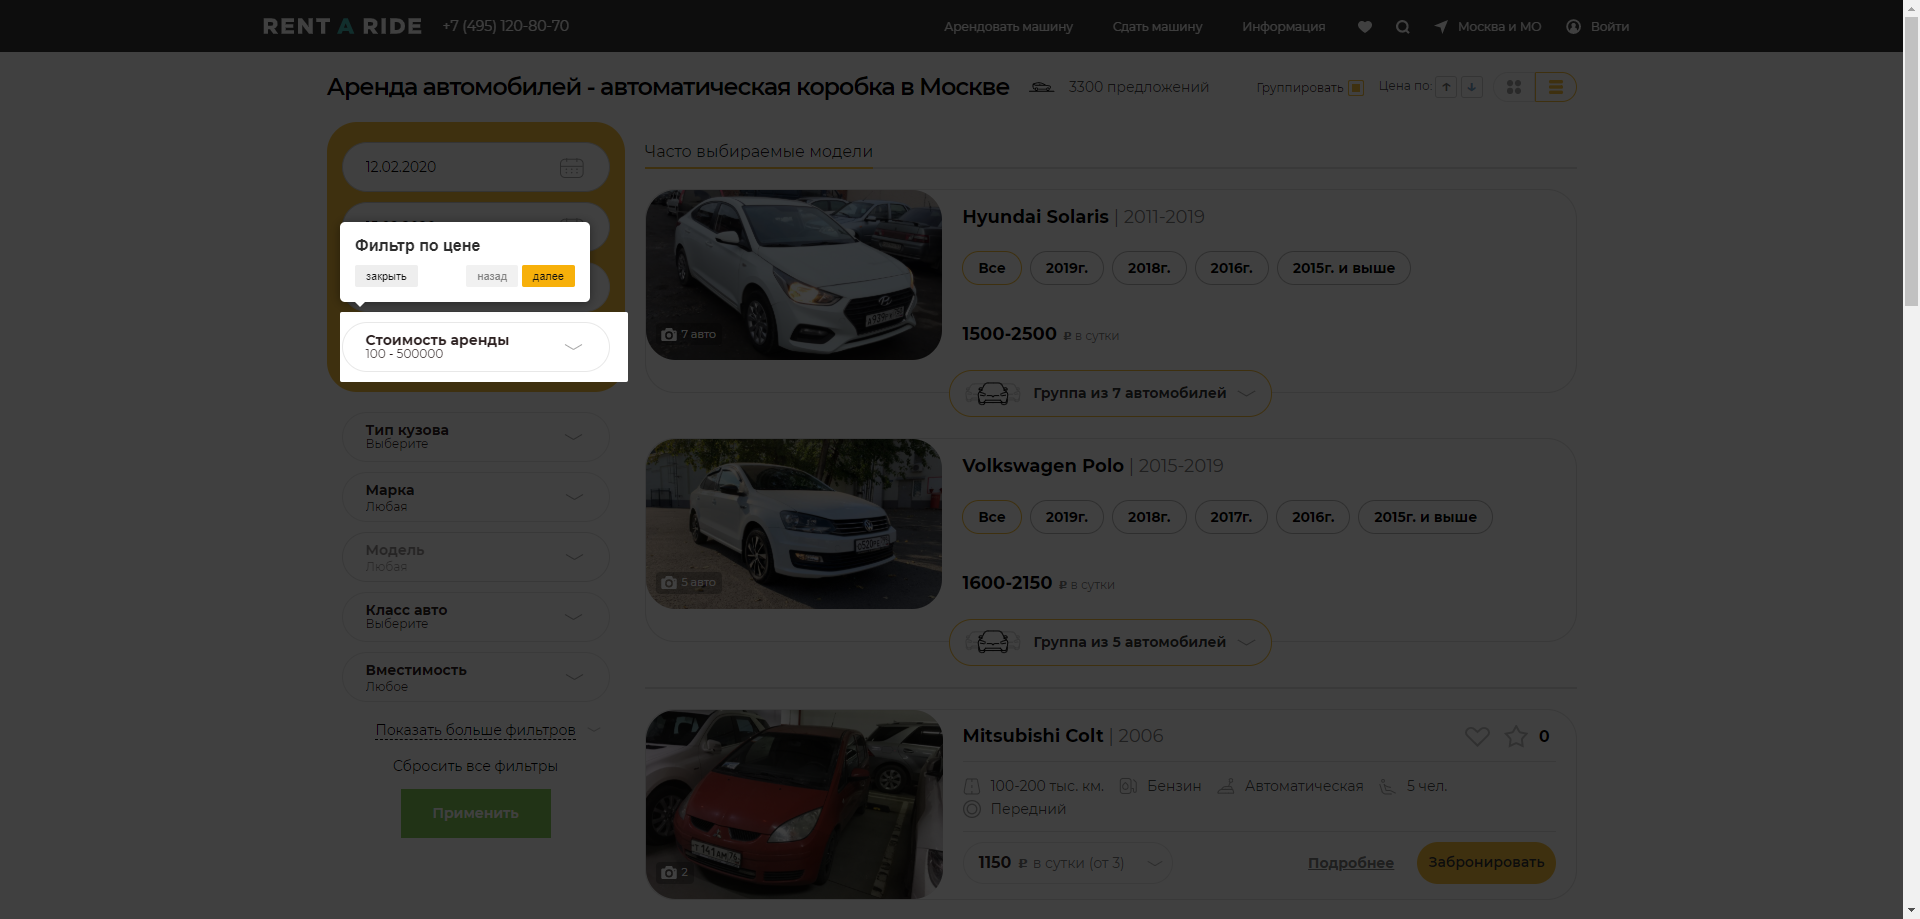 RENT A RIDE
+7 (495) 120-80-70
Арендовать машину
Сдать машину
Информация
Москва и МО
Войти
Аренда автомобилей - автоматическая коробка в Москве
3300 предложений
Группировать
Цена по:
12.02.2020
Фильтр по цене
закрыть
назад
далее
Стоимость аренды
100 - 500000
Тип кузова
Выберите
Марка
Любая
Модель
Любая
Класс авто
Выберите
Вместимость
Любое
Показать больше фильтров
Сбросить все фильтры
Применить
Часто выбираемые модели
Hyundai Solaris | 2011-2019
Все
2019г.
2018г.
2016г.
2015г. и выше
7 авто
1500-2500 ₽ в сутки
Группа из 7 автомобилей
Volkswagen Polo | 2015-2019
Все
2019г.
2018г.
2017г.
2016г.
2015г. и выше
5 авто
1600-2150 ₽ в сутки
Группа из 5 автомобилей
Mitsubishi Colt | 2006
0
100-200 тыс. км.
Бензин
Автоматическая
5 чел.
Передний
2
1150 ₽ в сутки (от 3)
Подробнее
Забронировать